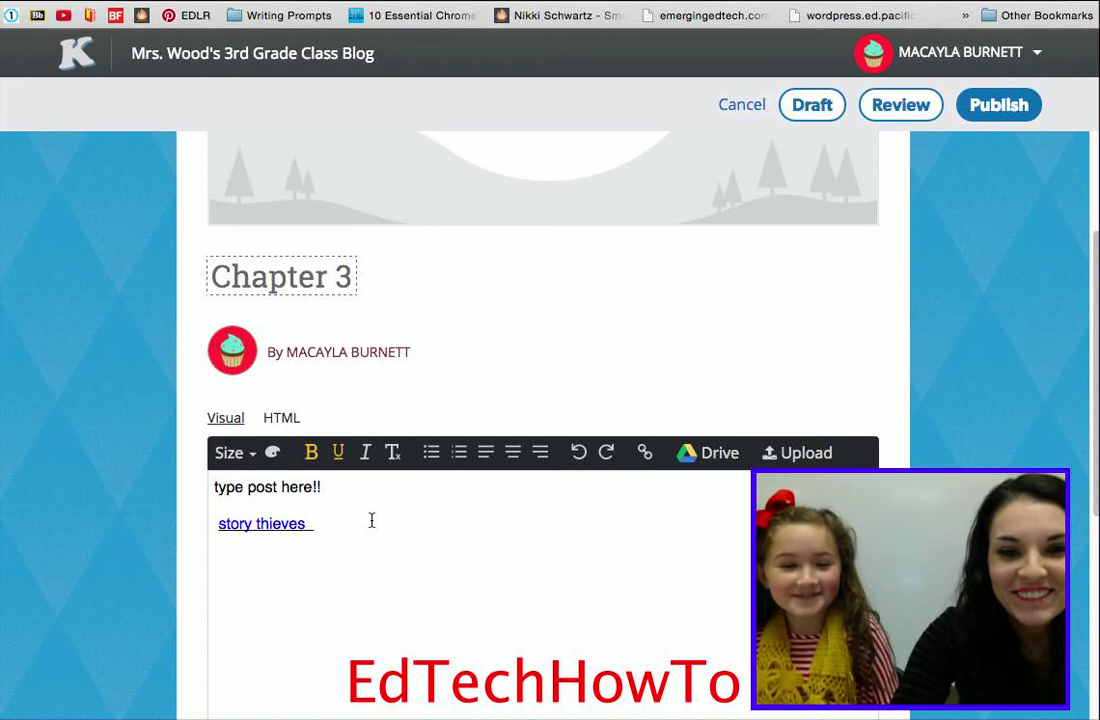 EDLR
Writing Prompts
10 Essential Chrome
Nikki Schwartz - Sm
emergingedtech.com
wordpress.ed.pacific
»
Other Bookmarks
K
Mrs. Wood's 3rd Grade Class Blog
MACAYLA BURNETT
Cancel
Draft
Review
Publish
Chapter 3
By MACAYLA BURNETT
Visual
HTML
Size
B
U
I
Tx
Drive
Upload
type post here!!
story thieves
EdTechHowTo